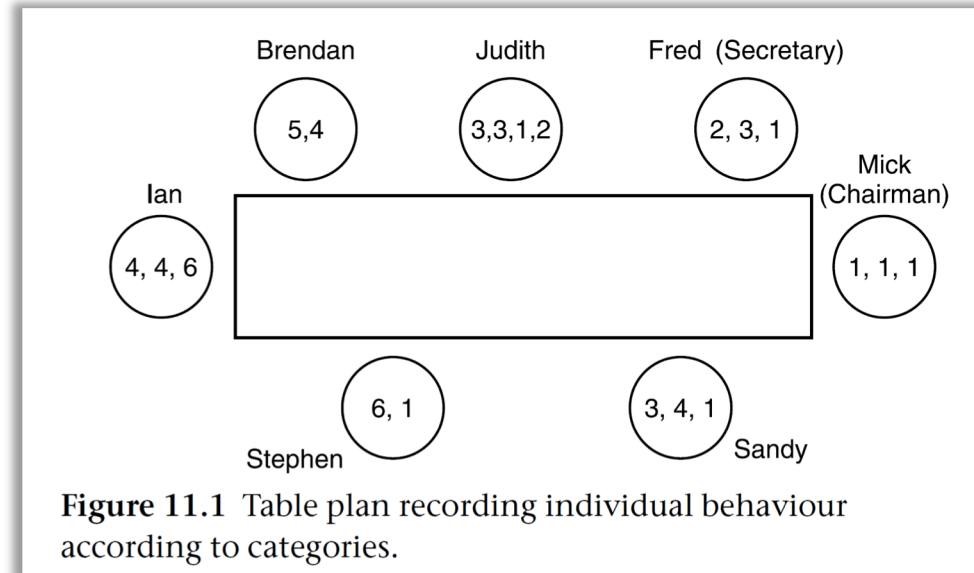 Brendan
Judith
Fred (Secretary)
5,4
3,3,1,2
2, 3, 1
Mick
(Chairman)
Ian
4, 4, 6
1, 1, 1
6, 1
3, 4, 1
Stephen
Sandy
Figure 11.1 Table plan recording individual behaviour
according to categories.